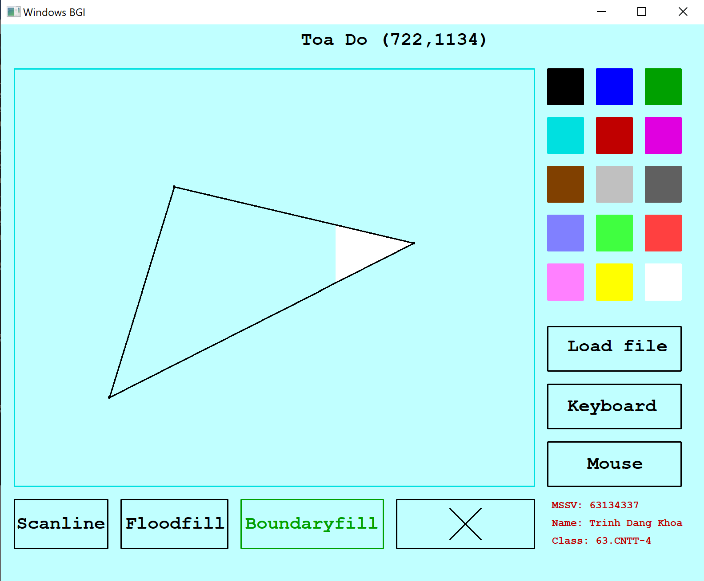 Windows BGI
Toa Do (722,1134)
Load file
Keyboard
Mouse
Scanline Floodfill Boundaryfill
MSSV: 63134337
Name: Trinh Dang Khoa
Class: 63.CNTT-4